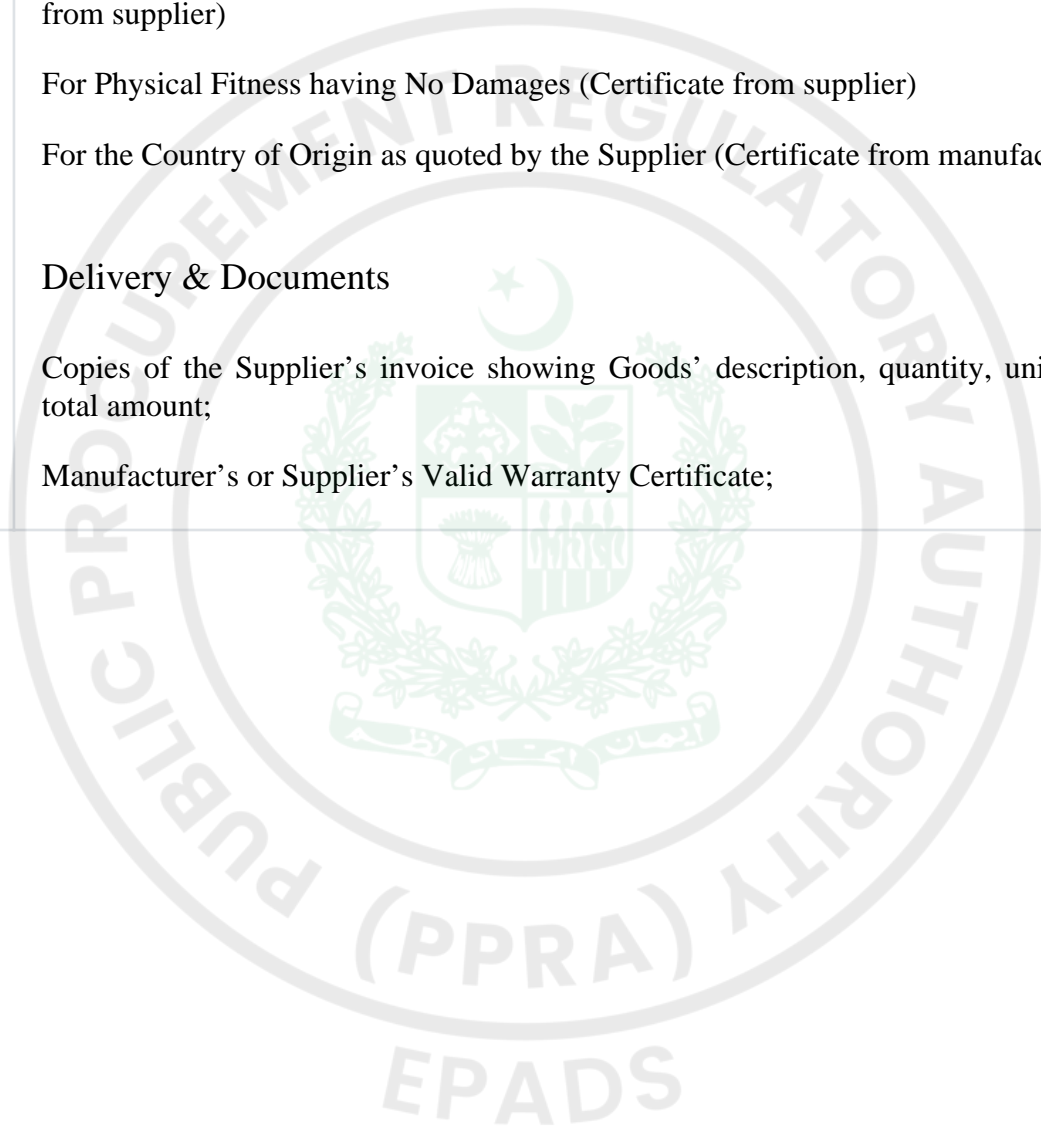 from supplier)
For Physical Fitness having No Damages (Certificate from supplier)
For the Country of Origin as quoted by the Supplier (Certificate from
Delivery & Documents
Copies of the Supplier’s invoice showing Goods’ description, quantity,
total amount;
Manufacturer’s or Supplier’s Valid Warranty Certificate;
PUBLIC PROCUREMENT REGULATORY AUTHORITY
(PPRA)
EPADS